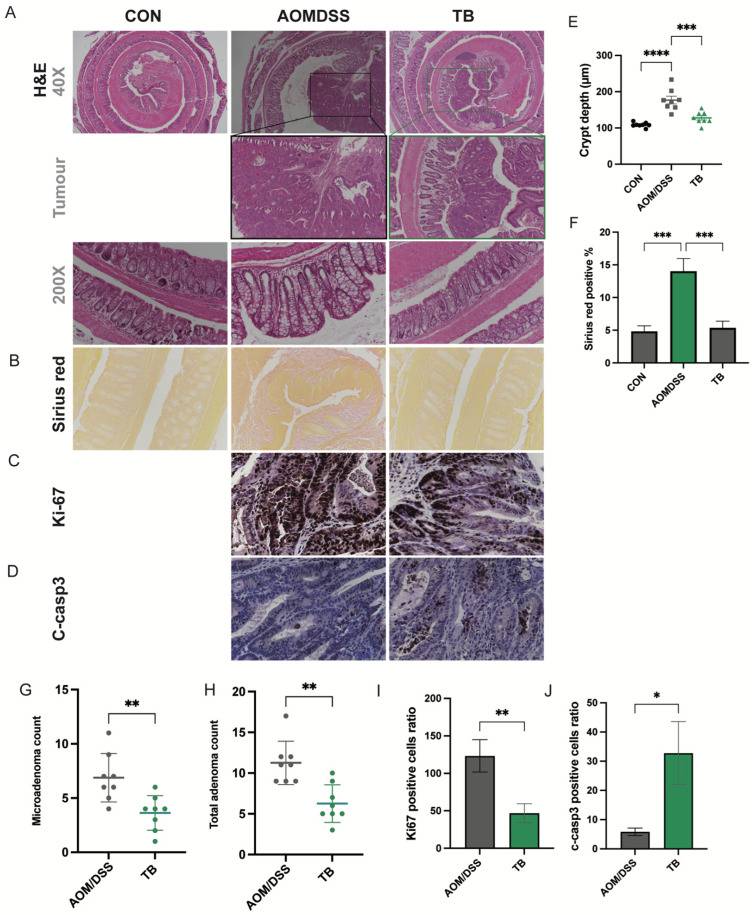 A
CON
AOMDSS
TB
H&E
40X
Tumour
200X
B
Sirius red
C
Ki-67
D
C-casp3
E
Crypt depth (µm)
300
200
100
0
****
***
CON
AOM/DSS
TB
F
Sirius red positive %
20
15
10
5
0
***
***
CON
AOMDSS
TB
G
Microadenoma count
15
10
5
0
**
AOM/DSS
TB
H
Total adenoma count
20
15
10
5
0
**
AOM/DSS
TB
I
Ki67 positive cells ratio
200
150
100
50
0
**
AOM/DSS
TB
J
c-casp3 positive cells ratio
50
40
30
20
10
0
*
AOM/DSS
TB